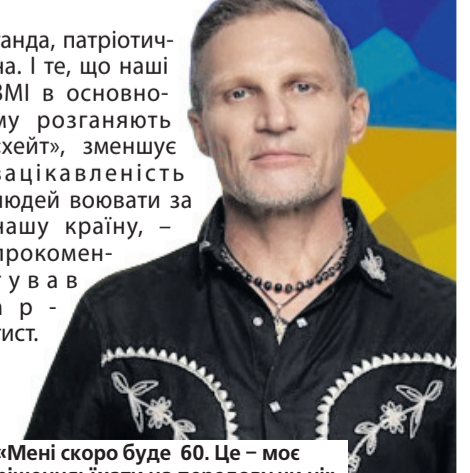 ганда, патріотич-
на. І те, що наші
ЗМІ в основно-
му розганяють
«хейт», зменшує
зацікавленість
людей воювати за
нашу країну, –
прокомен-
тував
ар-
тист.
«Мені скоро буде 60. Це – моє